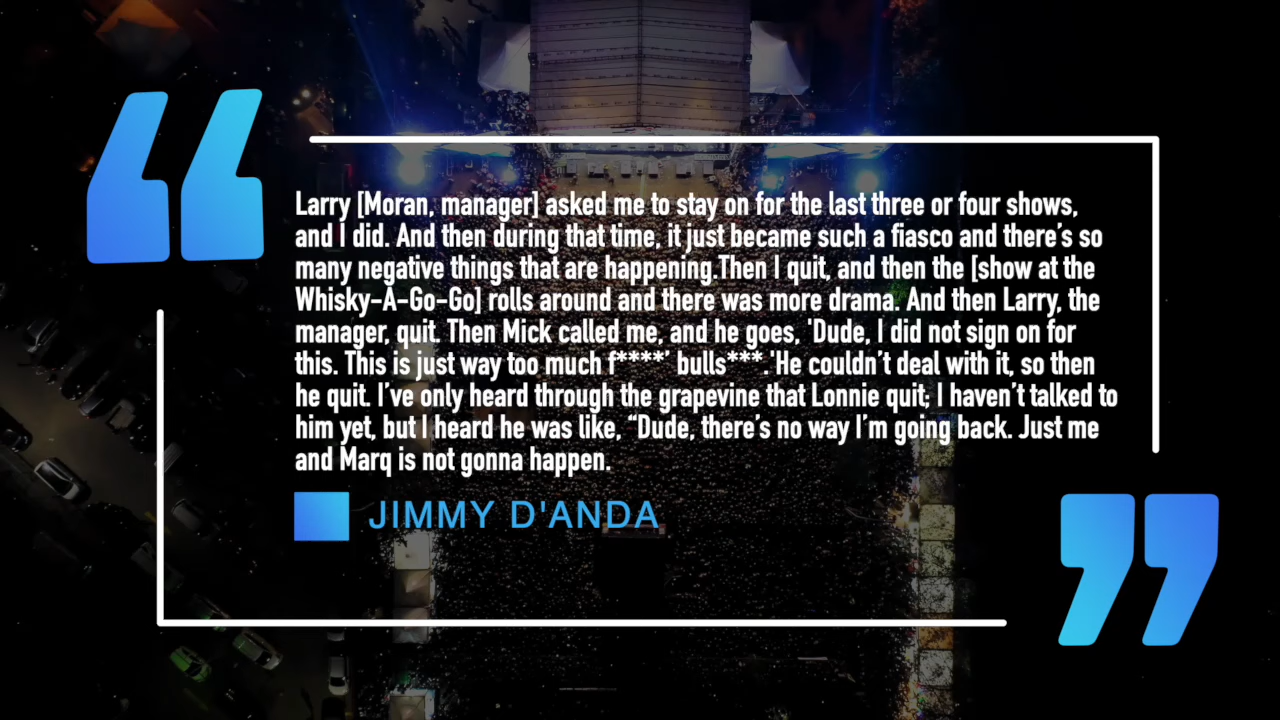 Larry [Moran, manager] asked me to stay on for the last three or four shows,
and I did. And then during that time, it just became such a fiasco and there's so
many negative things that are happening.Then I quit, and then the [show at the
Whisky-A-Go-Go] rolls around and there was more drama. And then Larry, the
manager, quit. Then Mick called me, and he goes, 'Dude, I did not sign on for
this. This is just way too much f****’ bulls***.'He couldn’t deal with it, so then
he quit. I’ve only heard through the grapevine that Lonnie quit; I haven’t talked to
him yet, but I heard he was like, “Dude, there’s no way I’m going back. Just me
and Marq is not gonna happen.
JIMMY D'ANDA